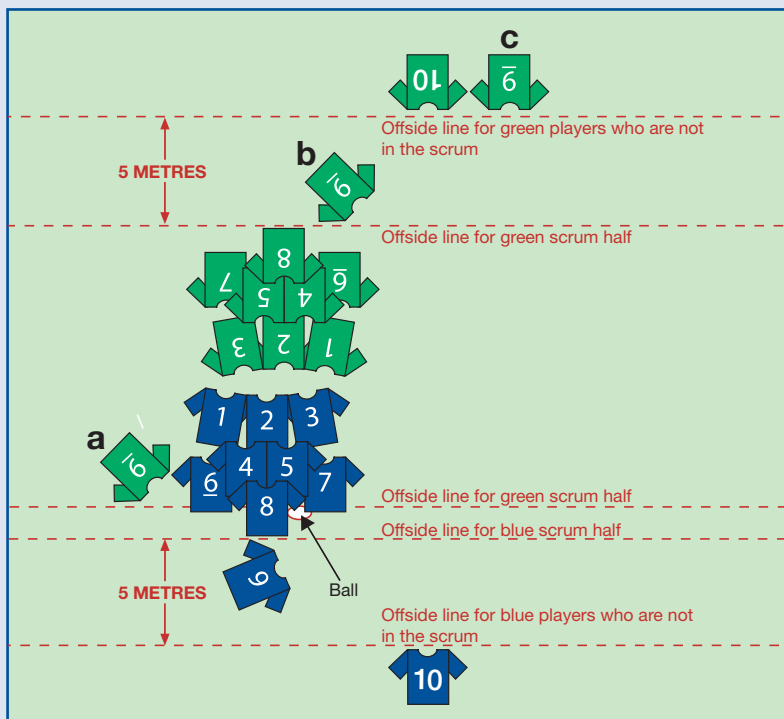 c
10
9
Offside line for green players who are not
in the scrum
5 METRES
b
9
Offside line for green scrum half
8
7
6
5
4
3
2
1
1
2
3
a
9
4
5
6
7
8
Offside line for green scrum half
Offside line for blue scrum half
9
Ball
5 METRES
Offside line for blue players who are not
in the scrum
10